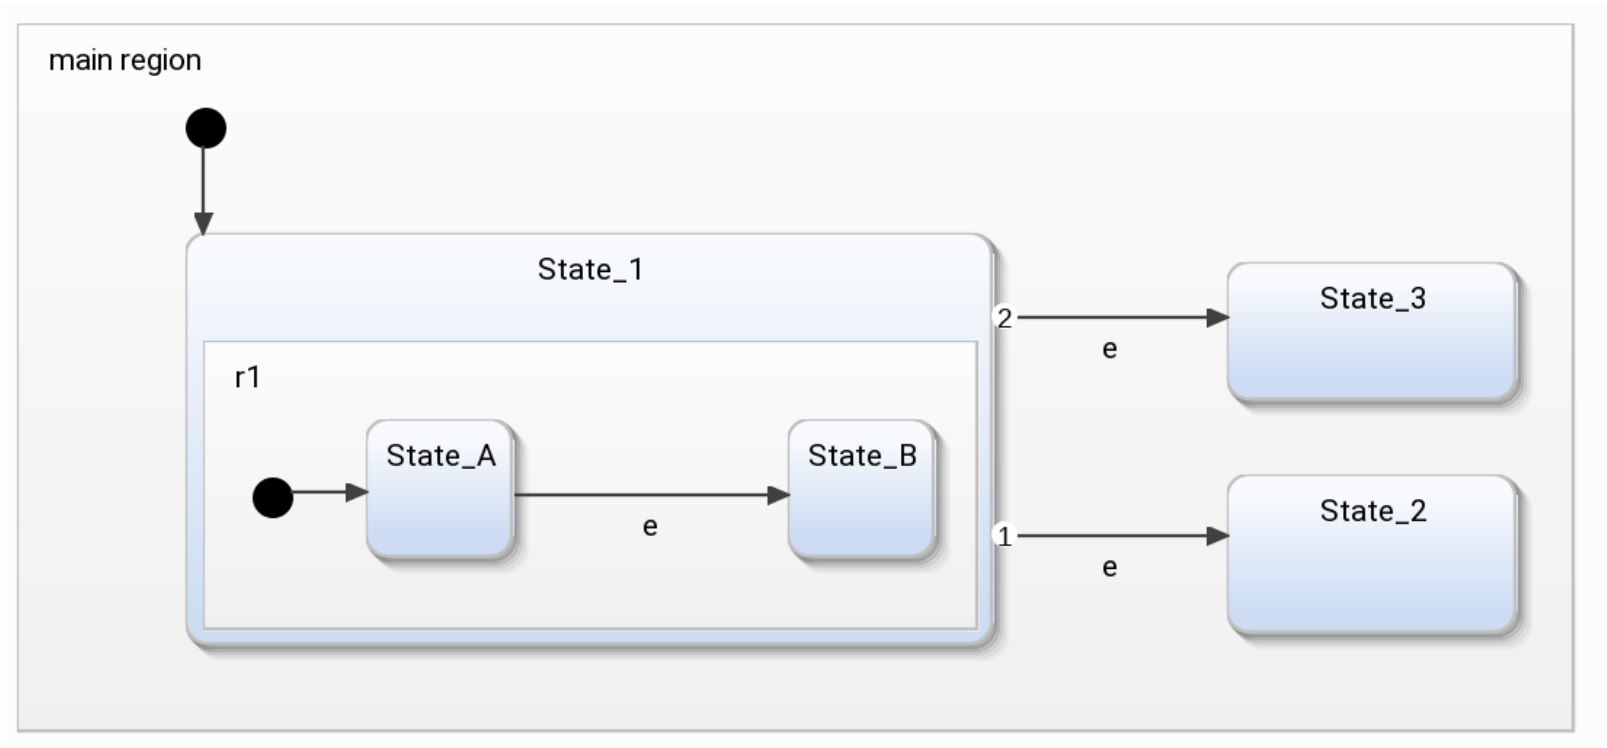 main region
State_1
2
State_3
e
r1
State_A
State_B
e
State_2
1
e